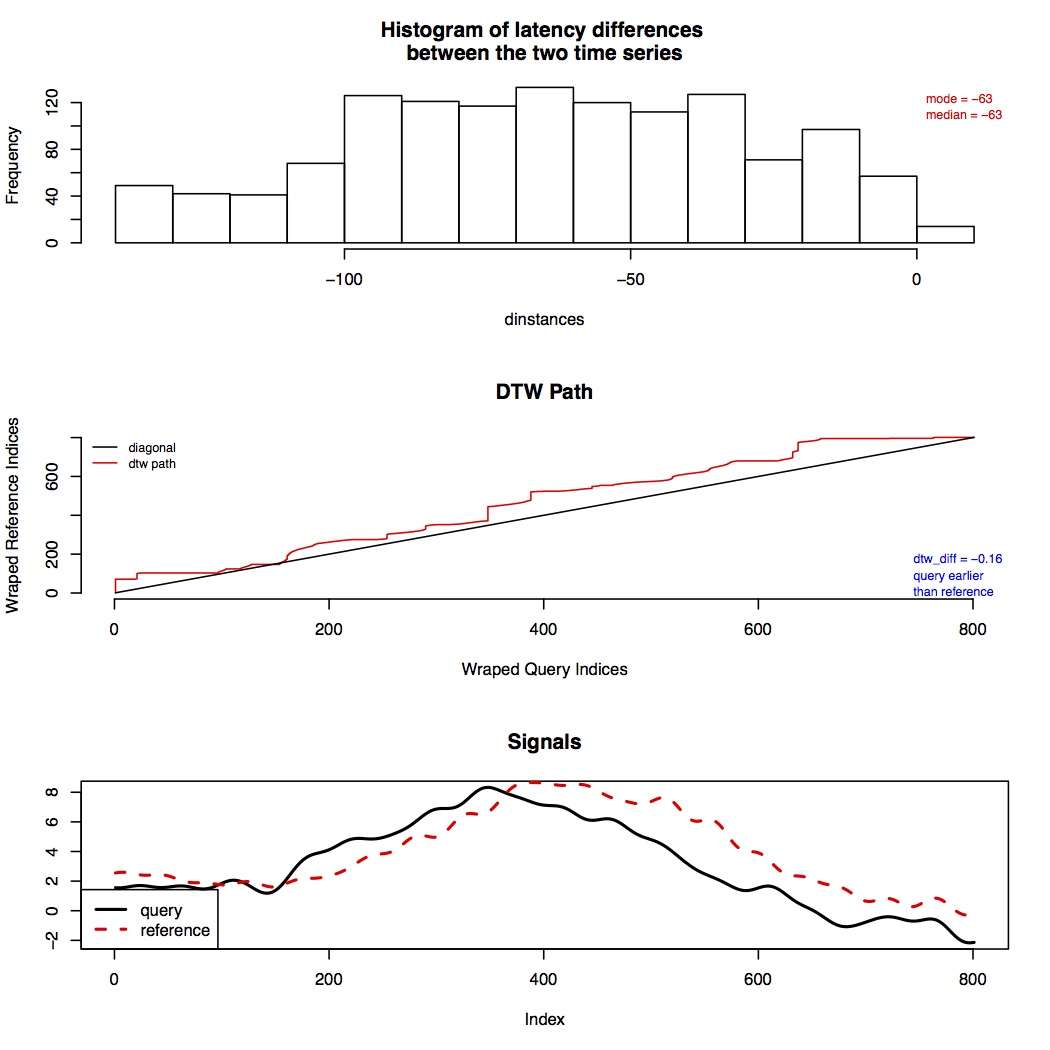 Histogram of latency differences
between the two time series
Frequency
0
40
80
120
mode = −63
median = −63
−100
−50
0
dinstances
DTW Path
Wraped Reference Indices
0
200
600
diagonal
dtw path
dtw_diff = −0.16
query earlier
than reference
0
200
400
600
800
Wraped Query Indices
Signals
−2
0
2
4
6
8
query
reference
0
200
400
600
800
Index